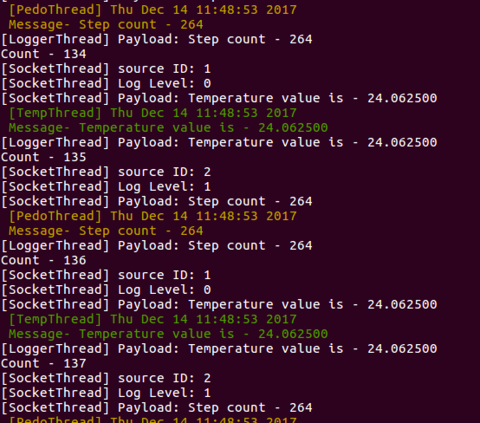 [PedoThread] Thu Dec 14 11:48:53 2017
Message- Step count - 264
[LoggerThread] Payload: Step count - 264
Count - 134
[SocketThread] source ID: 1
[SocketThread] Log Level: 0
[SocketThread] Payload: Temperature value is - 24.062500
[TempThread] Thu Dec 14 11:48:53 2017
Message- Temperature value is - 24.062500
[LoggerThread] Payload: Temperature value is - 24.062500
Count - 135
[SocketThread] source ID: 2
[SocketThread] Log Level: 1
[SocketThread] Payload: Step count - 264
[PedoThread] Thu Dec 14 11:48:53 2017
Message- Step count - 264
[LoggerThread] Payload: Step count - 264
Count - 136
[SocketThread] source ID: 1
[SocketThread] Log Level: 0
[SocketThread] Payload: Temperature value is - 24.062500
[TempThread] Thu Dec 14 11:48:53 2017
Message- Temperature value is - 24.062500
[LoggerThread] Payload: Temperature value is - 24.062500
Count - 137
[SocketThread] source ID: 2
[SocketThread] Log Level: 1
[SocketThread] Payload: Step count - 264
[PedoThread] Thu Dec 14 11:48:53 2017